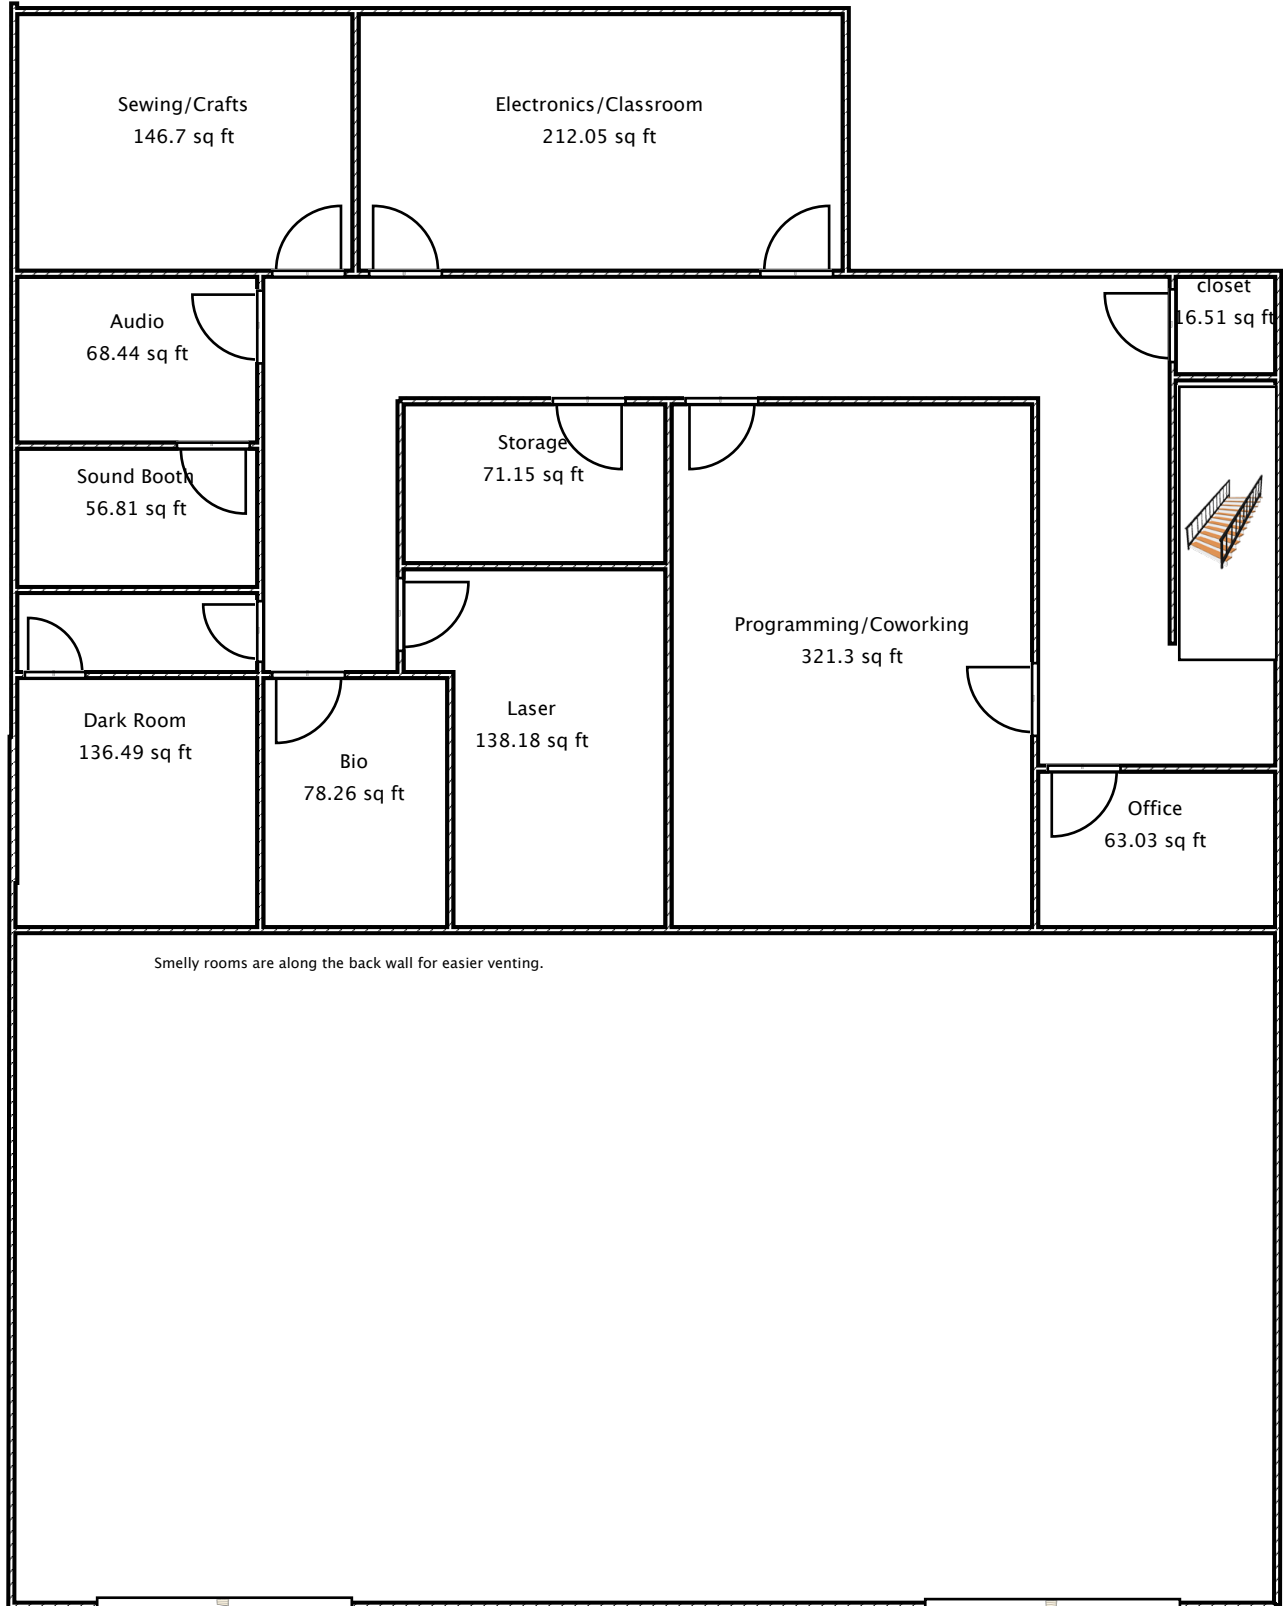 Sewing/Crafts
146.7 sq ft
Electronics/Classroom
212.05 sq ft
closet
16.51 sq ft
Audio
68.44 sq ft
Storage
71.15 sq ft
Sound Booth
56.81 sq ft
Programming/Coworking
321.3 sq ft
Laser
138.18 sq ft
Dark Room
136.49 sq ft
Bio
78.26 sq ft
Office
63.03 sq ft
Smelly rooms are along the back wall for easier venting.